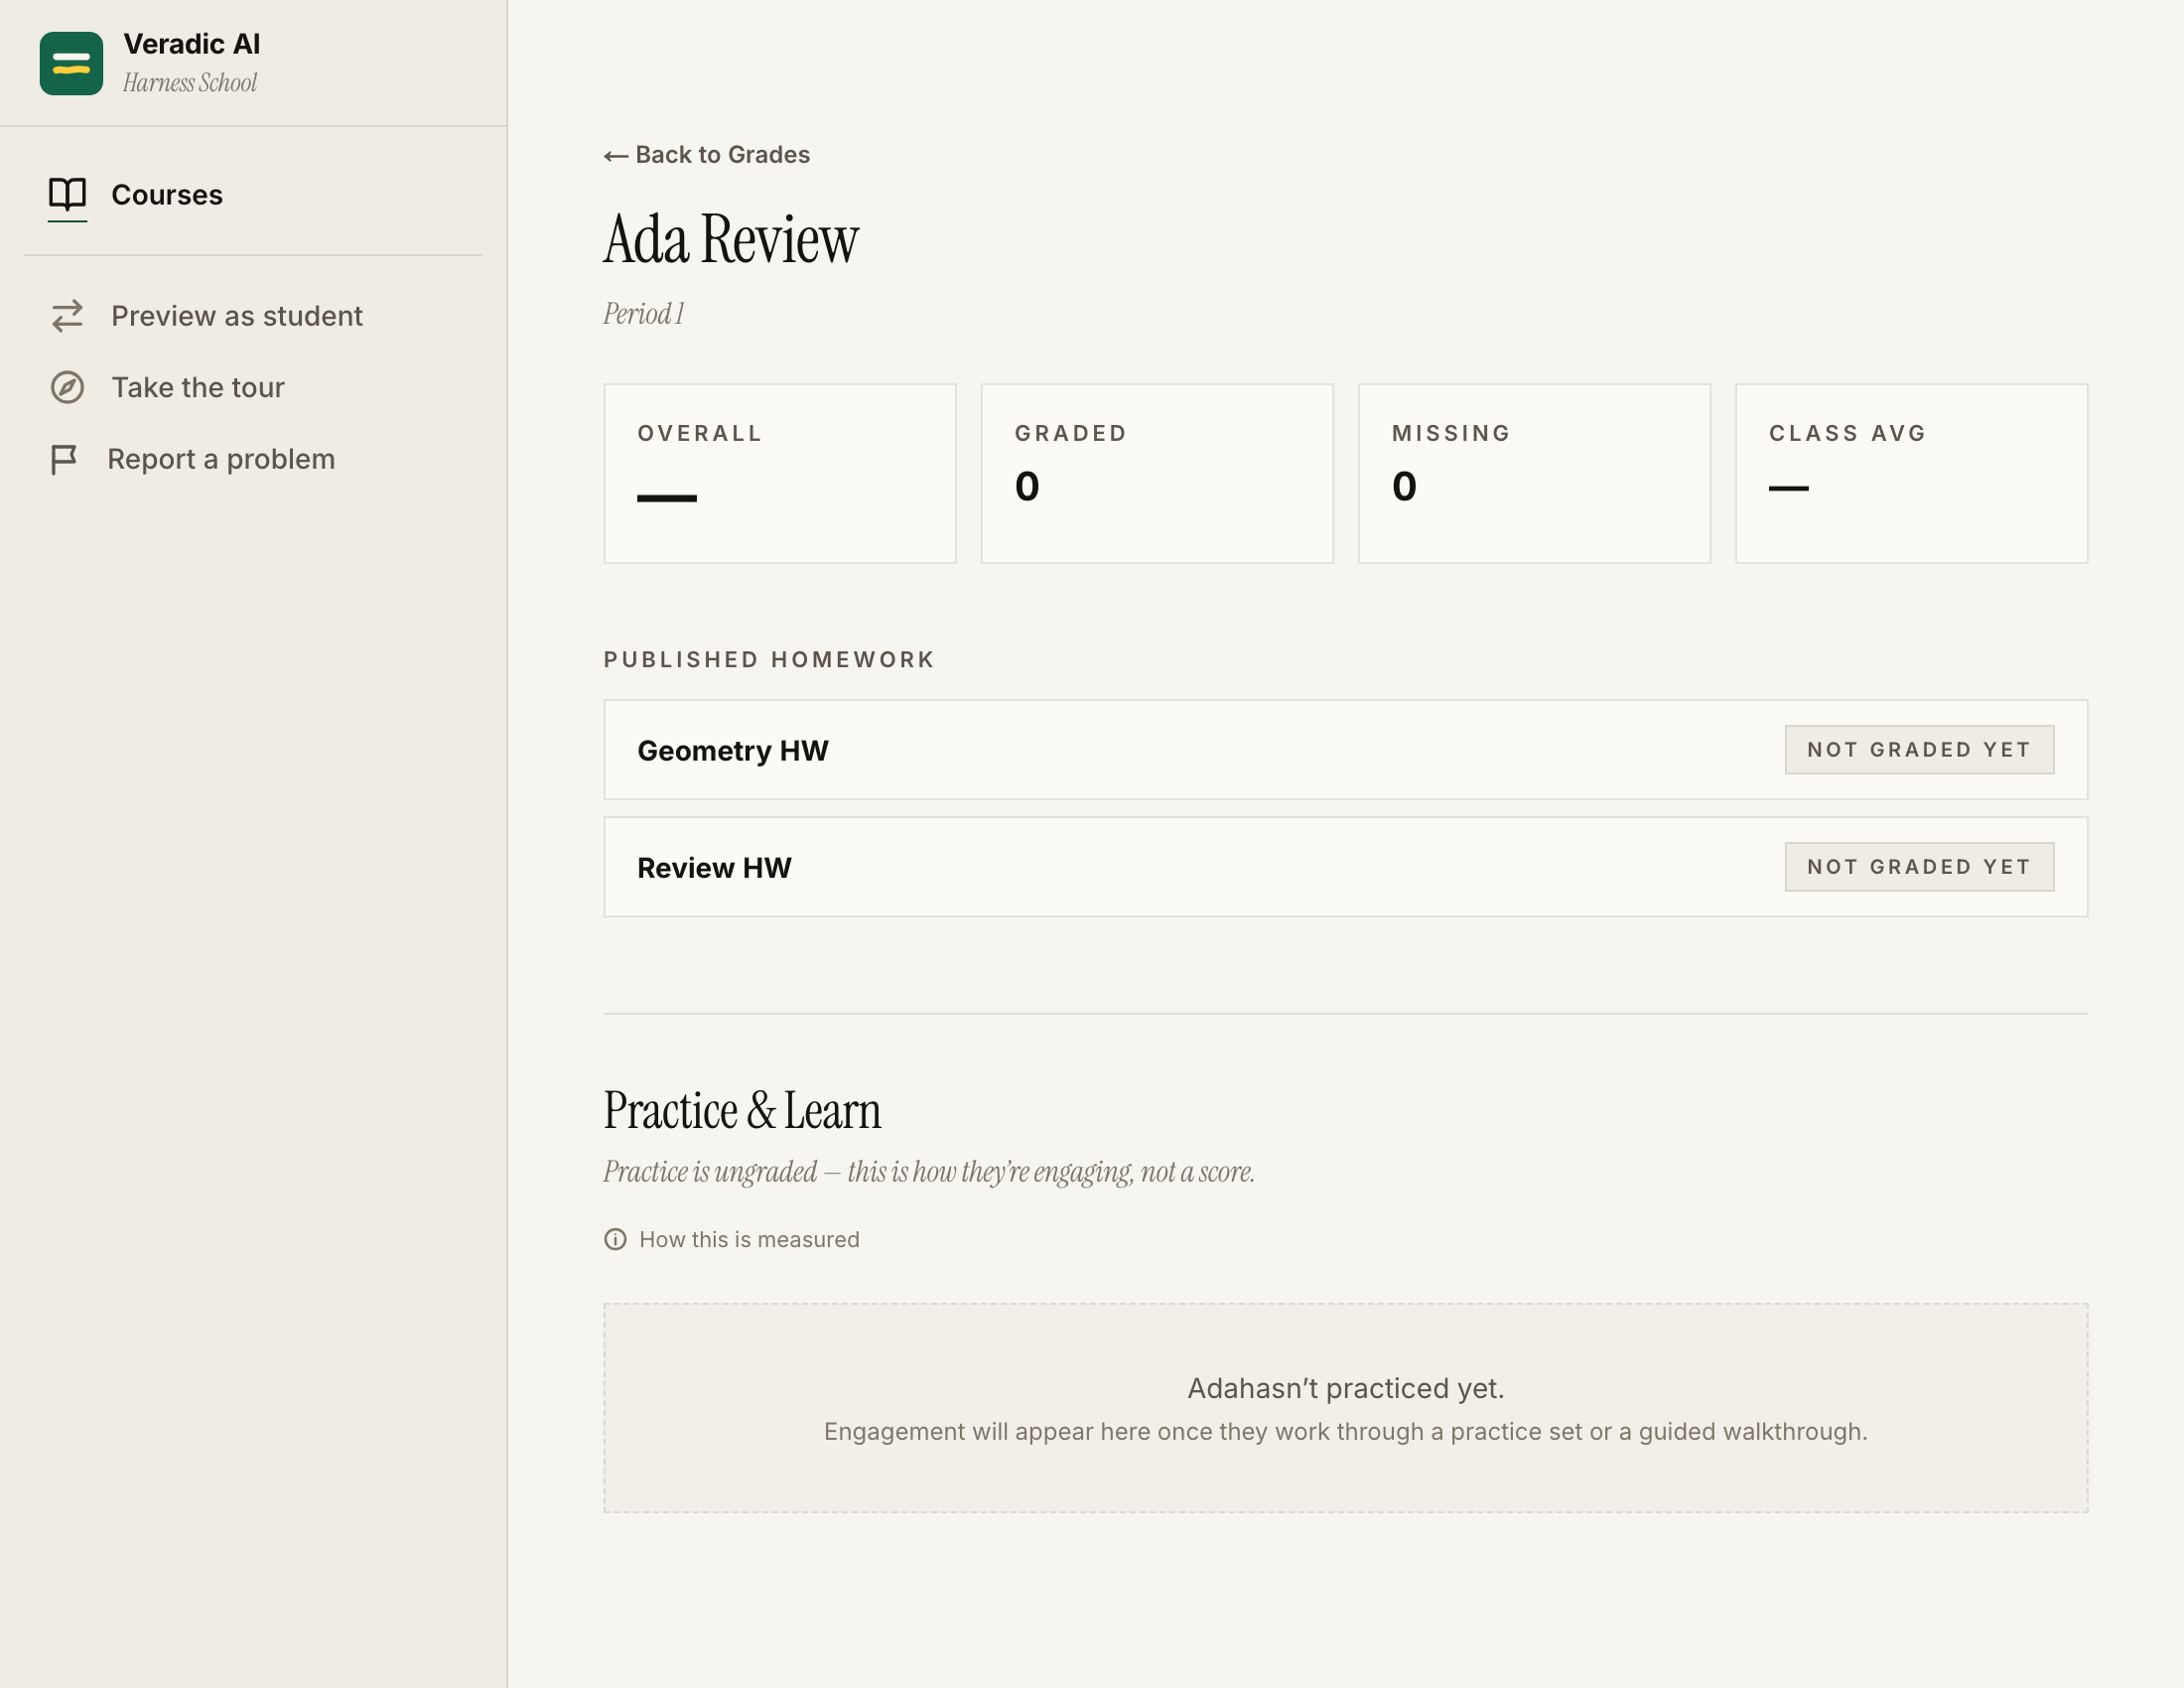 Veradic AI
Harness School
Courses
Preview as student
Take the tour
Report a problem
← Back to Grades
Ada Review
Period 1
OVERALL
—
GRADED
0
MISSING
0
CLASS AVG
—
PUBLISHED HOMEWORK
Geometry HW
NOT GRADED YET
Review HW
NOT GRADED YET
Practice & Learn
Practice is ungraded — this is how they’re engaging, not a score.
How this is measured
Adahasn’t practiced yet.
Engagement will appear here once they work through a practice set or a guided walkthrough.